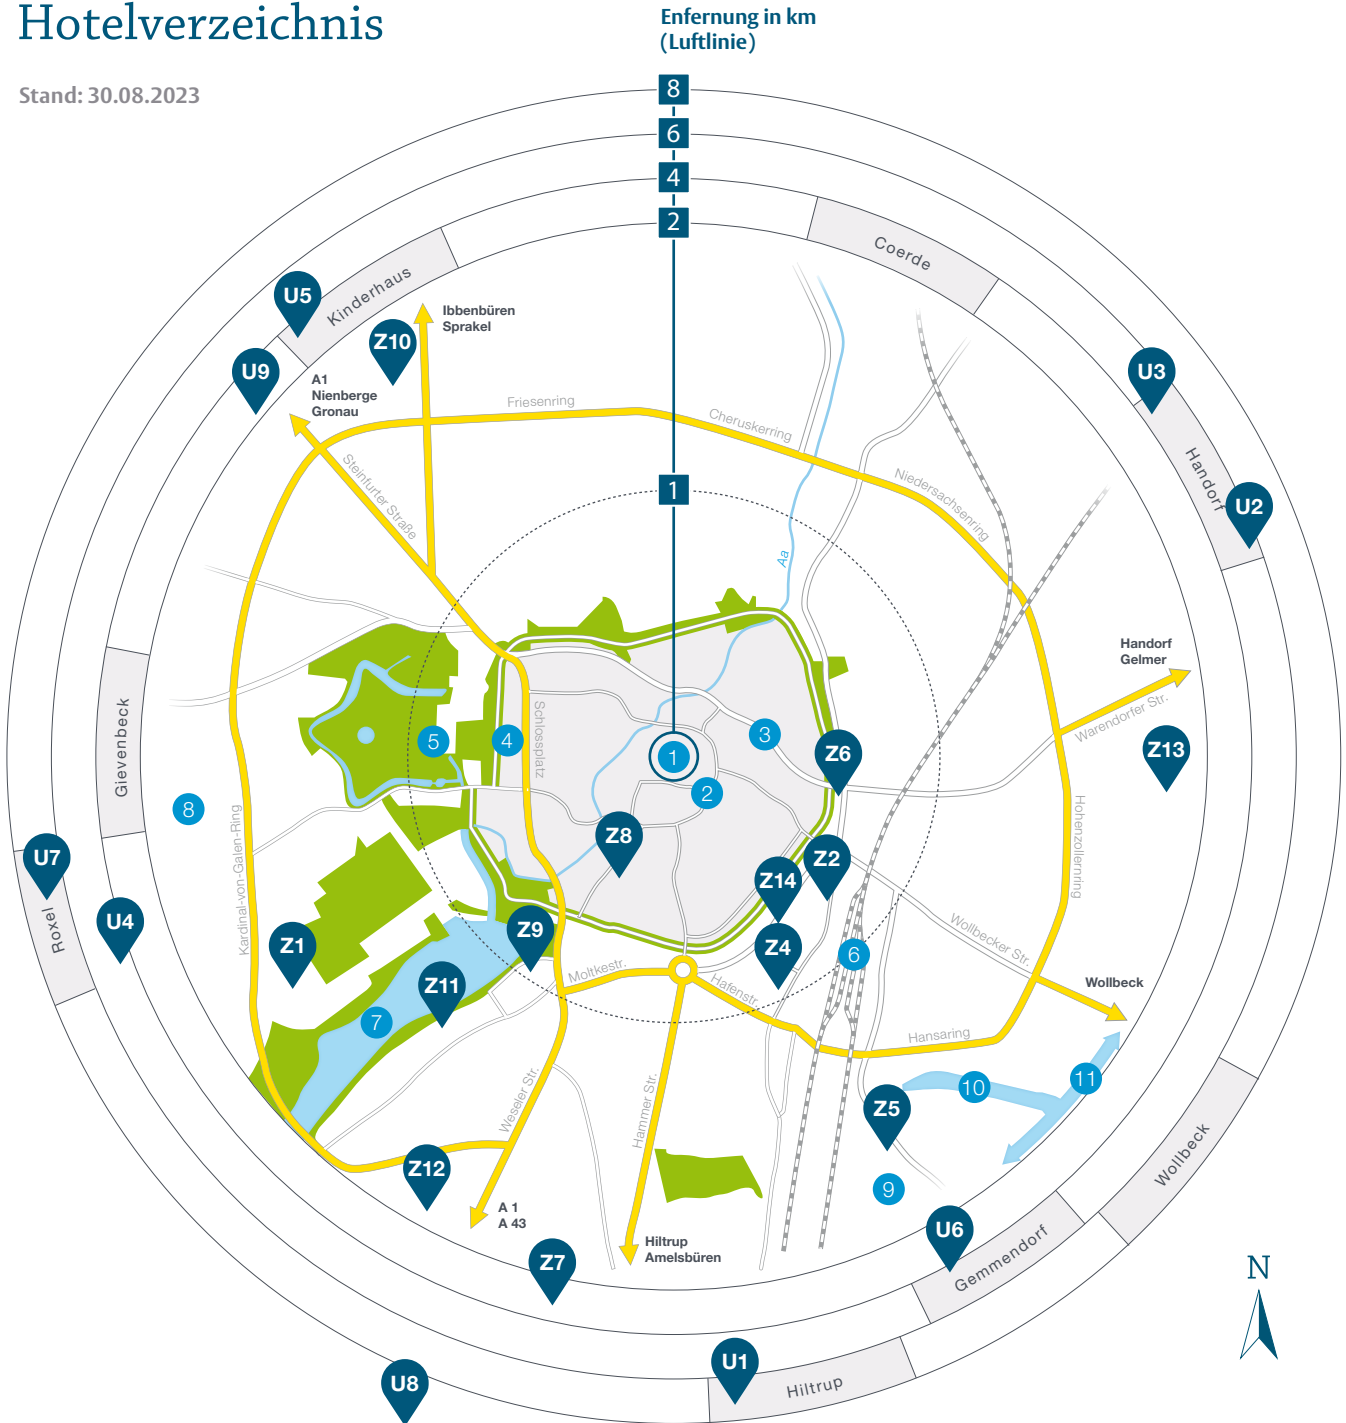 Hotelverzeichnis
Stand: 30.08.2023
Enfernung in km
(Luftlinie)
8
6
4
2
1
Coerde
Kinderhaus
U5
U9
Z10
Ibbenbüren
Sprakel
A1
Nienberge
Gronau
U3
Handorf
U2
Friesenring
Cheruskerring
Niedersachsenring
Steinfurter Straße
Aa
Handorf
Gelmer
Warendorfer Str.
Z13
Gievenbeck
Schlossplatz
5
4
1
3
2
Z6
8
Kardinal-von-Galen-Ring
Hohenzollernring
Z8
Z2
Z14
U7
Roxel
U4
Z1
Z9
Z4
6
Wollbecker Str.
Wollbeck
Z11
7
Moltkestr.
Hafenstr.
Hansaring
Weseler Str.
Hammer Str.
Z5
10
11
9
Z12
A 1
A 43
Hiltrup
Amelsbüren
Z7
U6
Gemmendorf
Wollbeck
N
U1
Hiltrup
U8